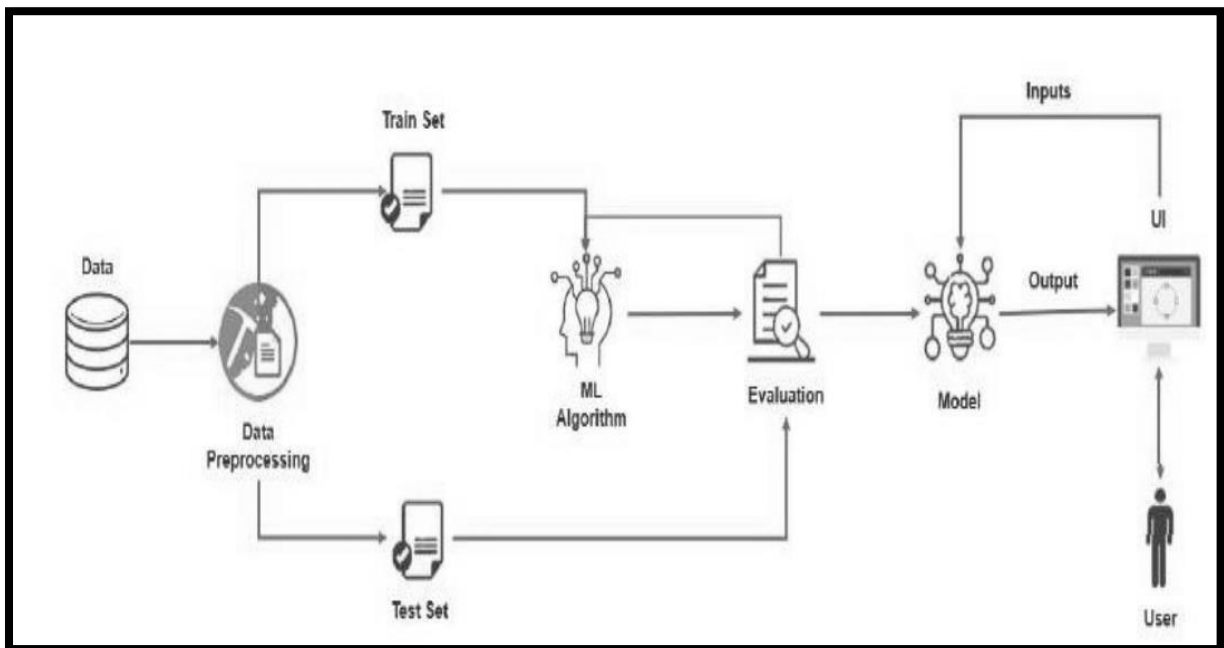 Inputs
Train Set
UI
Data
Output
ML
Algorithm
Evaluation
Model
Data
Preprocessing
Test Set
User